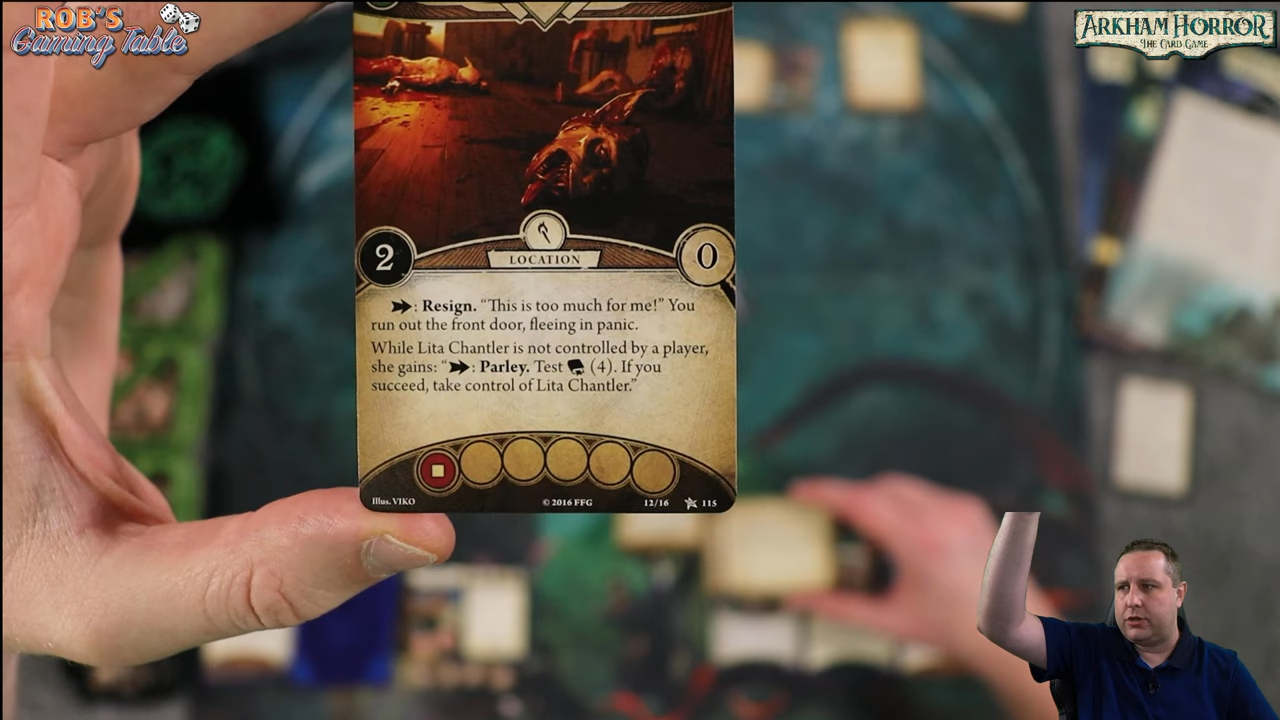 ROB'S
Gaming Table
ARKHAM HORROR
THE CARD GAME
2
LOCATION
0
: Resign. “This is too much for me!” You
run out the front door, fleeing in panic.
While Lita Chantler is not controlled by a player,
she gains: “ : Parley. Test (4). If you
succeed, take control of Lita Chantler.”
Illus. VIKO
© 2016 FFG
12/16
115